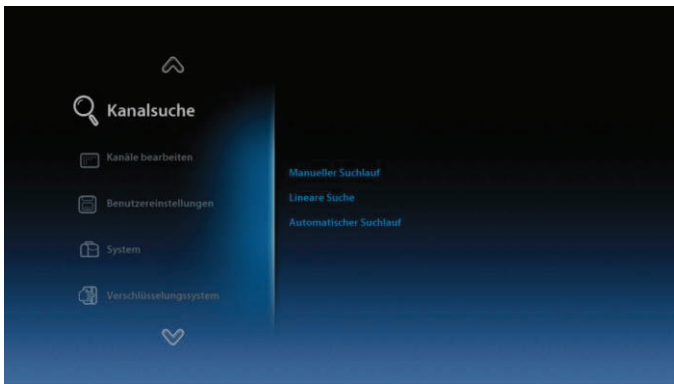 Kanalsuche
Kanäle bearbeiten
Benutzereinstellungen
System
Verschlüsselungssystem
Manueller Suchlauf
Lineare Suche
Automatischer Suchlauf